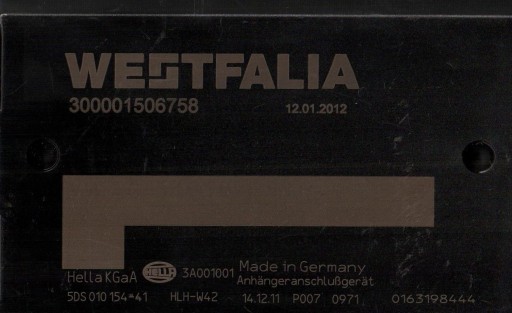 WESTFALIA
300001506758 12.01.2012
Hella KGaA HELLA 3A001001 Made in Germany
Anhängeranschlußgerät
5DS 010 154*41 HLH-W42 14.12.11 P007 0971 0163198444